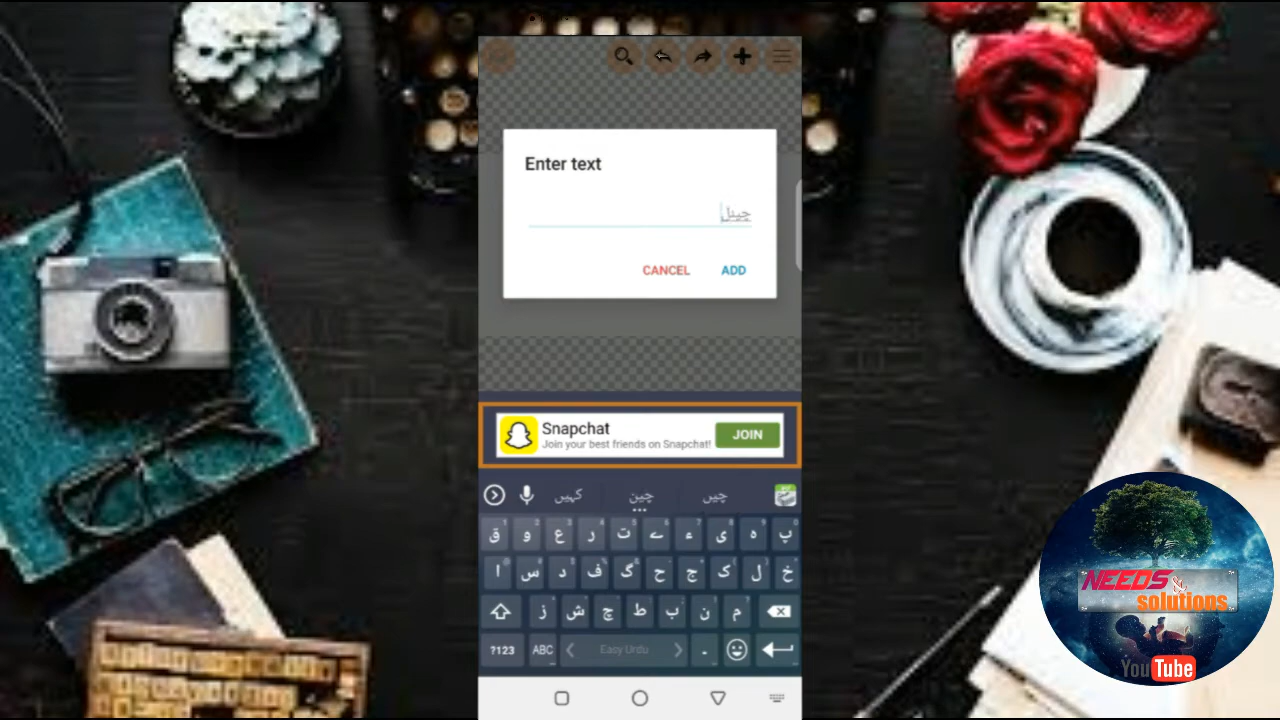 Enter text
چینل
CANCEL ADD
Snapchat
Join your best friends on Snapchat!
JOIN
کہیں چین چیں
ق و ع ر ت ے ء ی ہ پ
ا س د ف گ ح ج ک ل خ
ز ش چ ط ب ن م
?123 ABC Easy Urdu ۔
NEEDS
solutions
YouTube